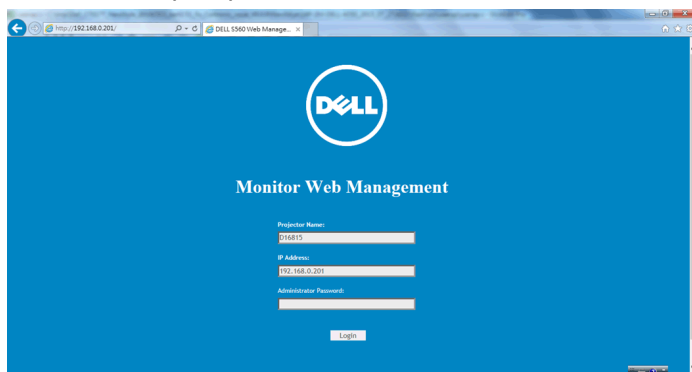 http://192.168.0.201/
DELL S560 Web Manage...
DELL
Monitor Web Management
Projector Name:
D16815
IP Address:
192.168.0.201
Administrator Password:
Login